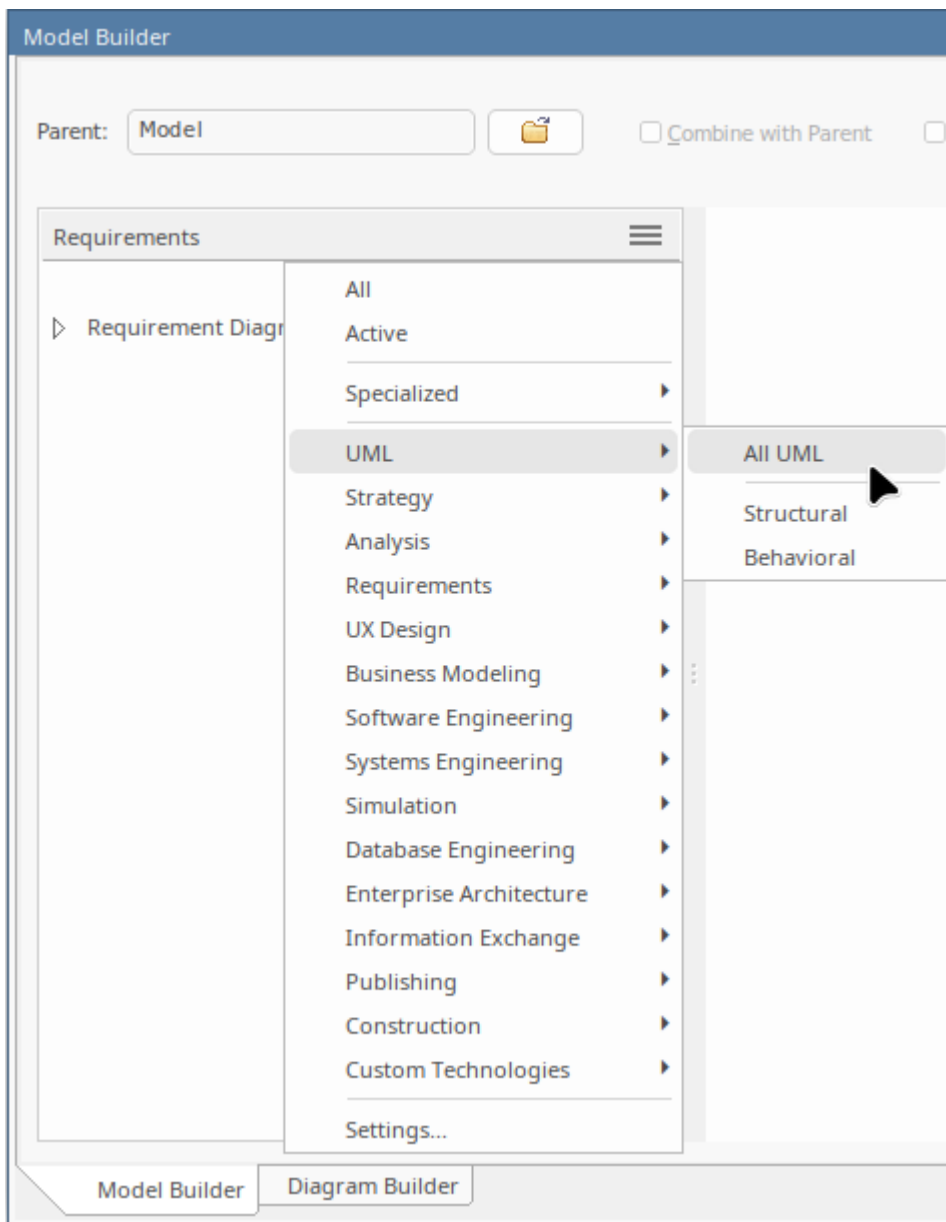 Model Builder
Parent: Model Combine with Parent
Requirements
All
Requirement Diagr Active
Specialized
UML All UML
Strategy
Structural
Analysis
Behavioral
Requirements
UX Design
Business Modeling
Software Engineering
Systems Engineering
Simulation
Database Engineering
Enterprise Architecture
Information Exchange
Publishing
Construction
Custom Technologies
Settings...
Model Builder Diagram Builder